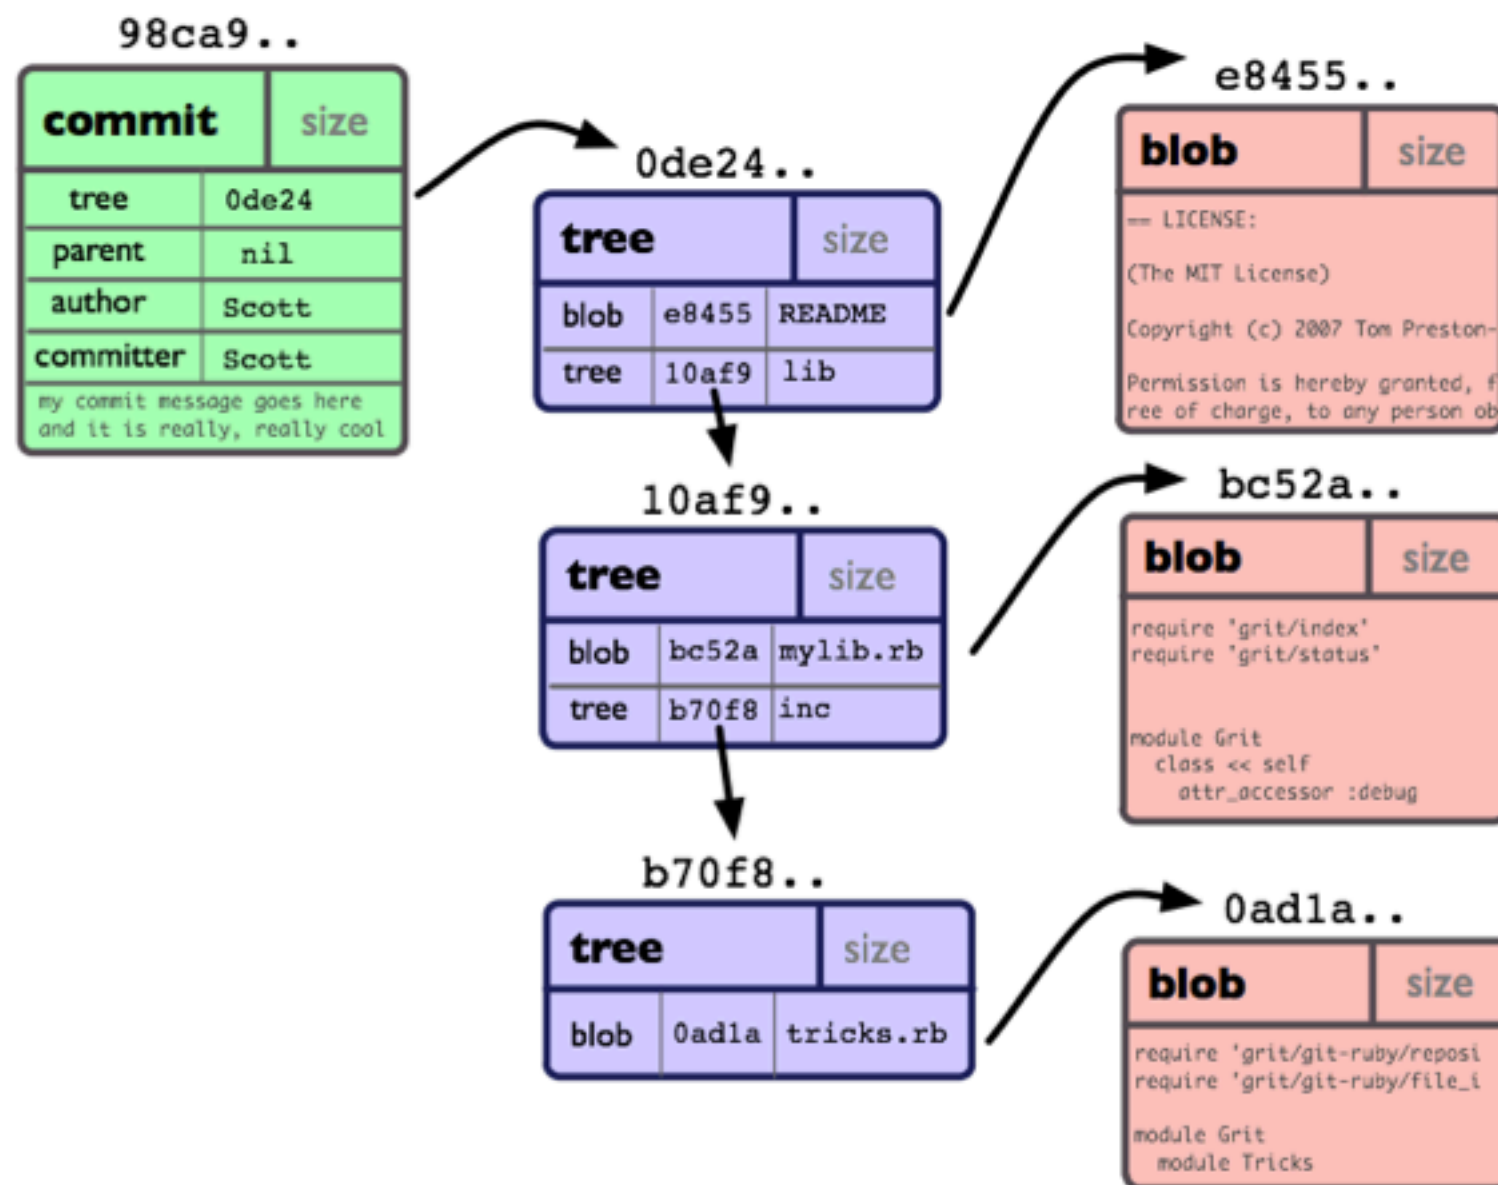 98ca9..
commit size
tree 0de24
parent nil
author Scott
committer Scott
my commit message goes here
and it is really, really cool
0de24..
tree size
blob e8455 README
tree 10af9 lib
10af9..
tree size
blob bc52a mylib.rb
tree b70f8 inc
b70f8..
tree size
blob 0ad1a tricks.rb
e8455..
blob size
== LICENSE:
(The MIT License)
Copyright (c) 2007 Tom Preston-
Permission is hereby granted, f
ree of charge, to any person ob
bc52a..
blob size
require 'grit/index'
require 'grit/status'
module Grit
class << self
attr_accessor :debug
0ad1a..
blob size
require 'grit/git-ruby/reposi
require 'grit/git-ruby/file_i
module Grit
module Tricks